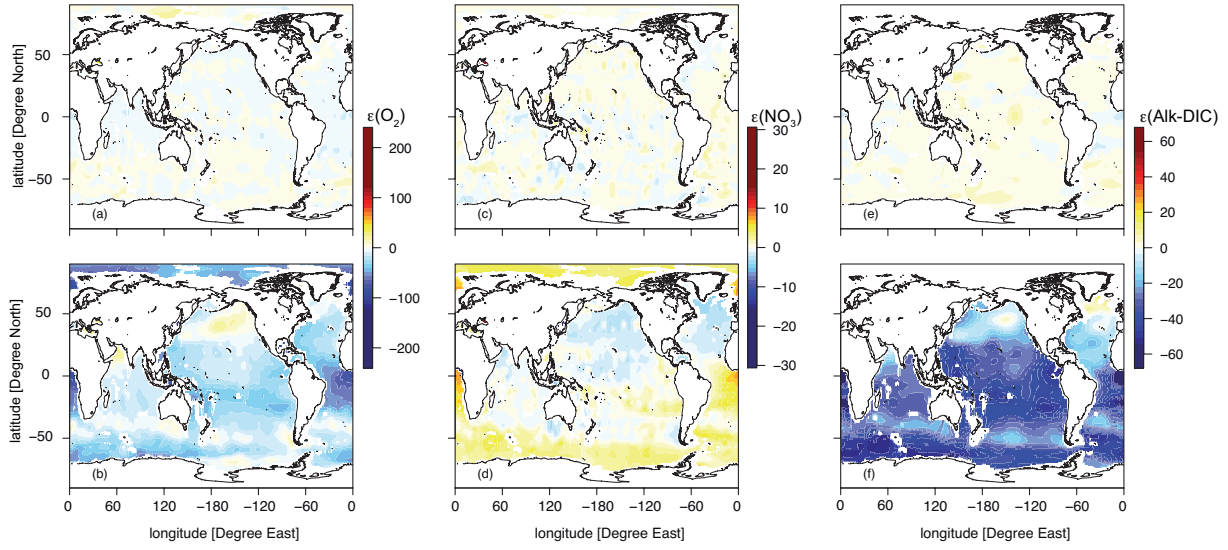 50
0
−50
latitude [Degree North]
(a)
ε(O2)
200
100
0
−100
−200
(c)
ε(NO3)
30
20
10
0
−10
−20
−30
(e)
ε(Alk-DIC)
60
40
20
0
−20
−40
−60
50
0
−50
latitude [Degree North]
(b)
0 60 120 −180 −120 −60 0
longitude [Degree East]
(d)
0 60 120 −180 −120 −60 0
longitude [Degree East]
(f)
0 60 120 −180 −120 −60 0
longitude [Degree East]